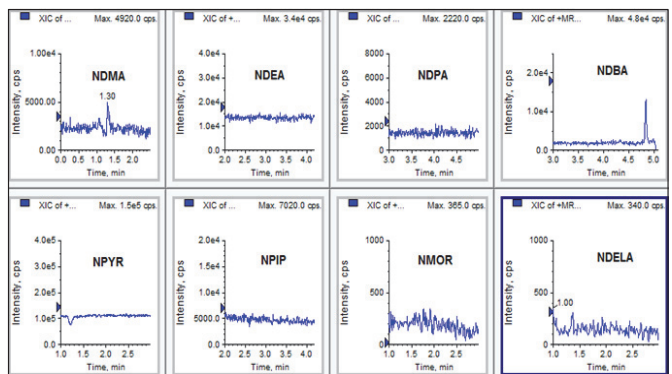 XIC of ... Max. 4920.0 cps.
1.00e4
5000.00
0.00
Intensity, cps
NDMA
1.30
0.0 0.5 1.0 1.5 2.0
Time, min
XIC of +... Max. 3.4e4 cps.
4.0e4
3.0e4
2.0e4
1.0e4
0.0
Intensity, cps
NDEA
2.0 2.5 3.0 3.5 4.0
Time, min
XIC of ... Max. 2220.0 cps.
8000
6000
4000
2000
0
Intensity, cps
NDPA
3.0 3.5 4.0 4.5
Time, min
XIC of +MR... Max. 4.8e4 cps.
2.0e4
1.0e4
0.0
Intensity, cps
NDBA
3.0 3.5 4.0 4.5 5.0
Time, min
XIC of +... Max. 1.5e5 cps.
4.0e5
3.0e5
2.0e5
1.0e5
0.0
Intensity, cps
NPYR
1.0 1.5 2.0 2.5
Time, min
XIC of ... Max. 7020.0 cps.
2.0e4
1.5e4
1.0e4
5000.0
0.0
Intensity, cps
NPIP
2.0 2.5 3.0 3.5 4.0
Time, min
XIC of ... Max. 365.0 cps.
1000
500
0
Intensity, cps
NMOR
1.0 1.5 2.0 2.5
Time, min
XIC of +MR... Max. 340.0 cps.
1000
500
0
Intensity, cps
NDELA
1.00
1.0 1.5 2.0 2.5
Time, min